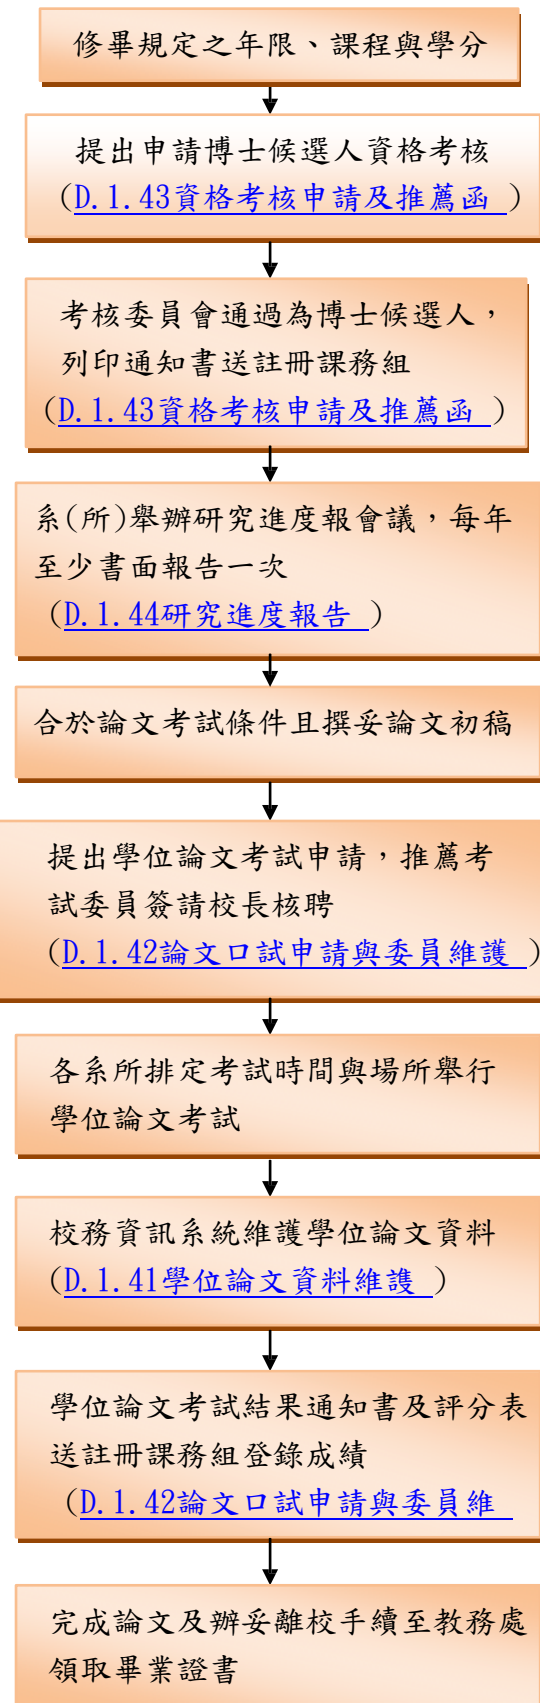 修畢規定之年限、課程與學分
提出申請博士候選人資格考核
(D.1.43資格考核申請及推薦函 )
考核委員會通過為博士候選人，
列印通知書送註冊課務組
(D.1.43資格考核申請及推薦函 )
系(所)舉辦研究進度報會議，每年
至少書面報告一次
(D.1.44研究進度報告 )
合於論文考試條件且撰妥論文初稿
提出學位論文考試申請，推薦考
試委員簽請校長核聘
(D.1.42論文口試申請與委員維護 )
各系所排定考試時間與場所舉行
學位論文考試
校務資訊系統維護學位論文資料
(D.1.41學位論文資料維護 )
學位論文考試結果通知書及評分表
送註冊課務組登錄成績
(D.1.42論文口試申請與委員維
完成論文及辦妥離校手續至教務處
領取畢業證書